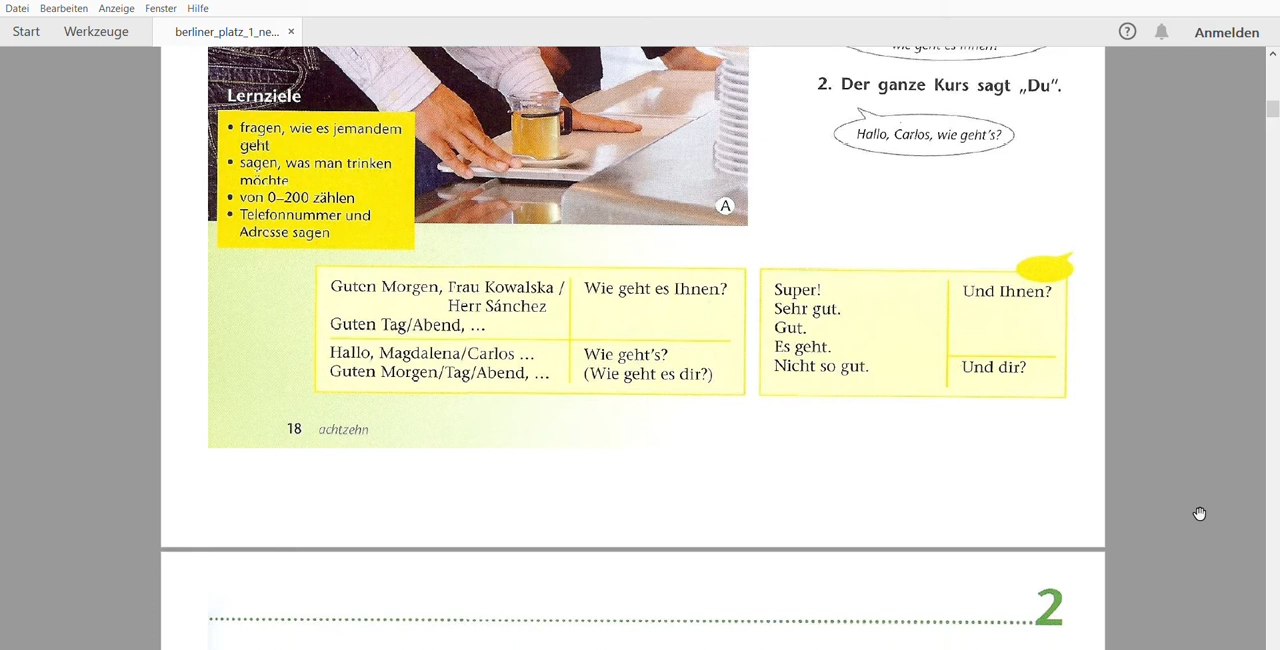 Datei Bearbeiten Anzeige Fenster Hilfe
Start Werkzeuge berliner_platz_1_ne... × ? Anmelden
wie geht es Ihnen?
2. Der ganze Kurs sagt „Du“.
Hallo, Carlos, wie geht's?
Lernziele
• fragen, wie es jemandem
geht
• sagen, was man trinken
möchte
• von 0–200 zählen
• Telefonnummer und
Adresse sagen
A
Guten Morgen, Frau Kowalska /
Herr Sánchez
Guten Tag/Abend, ...
Wie geht es Ihnen?
Hallo, Magdalena/Carlos ...
Guten Morgen/Tag/Abend, ...
Wie geht's?
(Wie geht es dir?)
Super!
Sehr gut.
Gut.
Es geht.
Nicht so gut.
Und Ihnen?
Und dir?
18 achtzehn
2